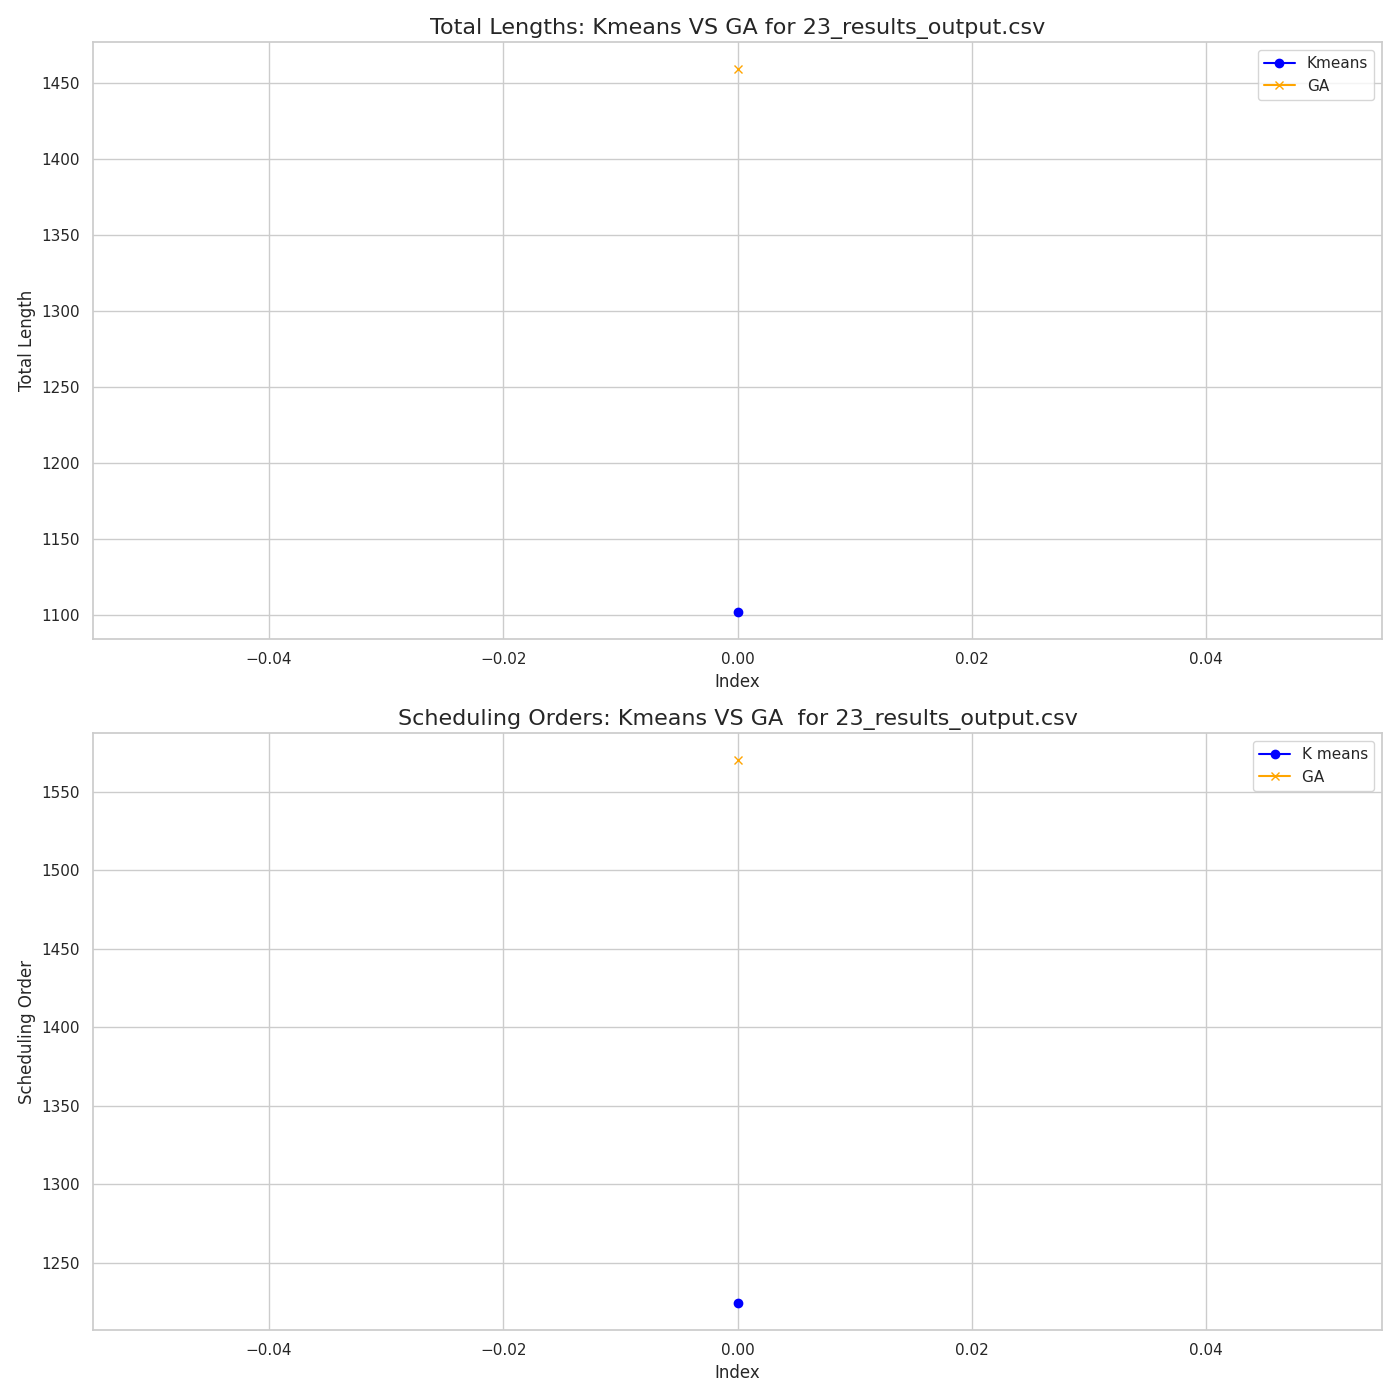 Total Lengths: Kmeans VS GA for 23_results_output.csv
Kmeans
GA
1450
1400
1350
1300
1250
1200
1150
1100
Total Length
−0.04
−0.02
0.00
0.02
0.04
Index
Scheduling Orders: Kmeans VS GA  for 23_results_output.csv
K means
GA
1550
1500
1450
1400
1350
1300
1250
Scheduling Order
−0.04
−0.02
0.00
0.02
0.04
Index